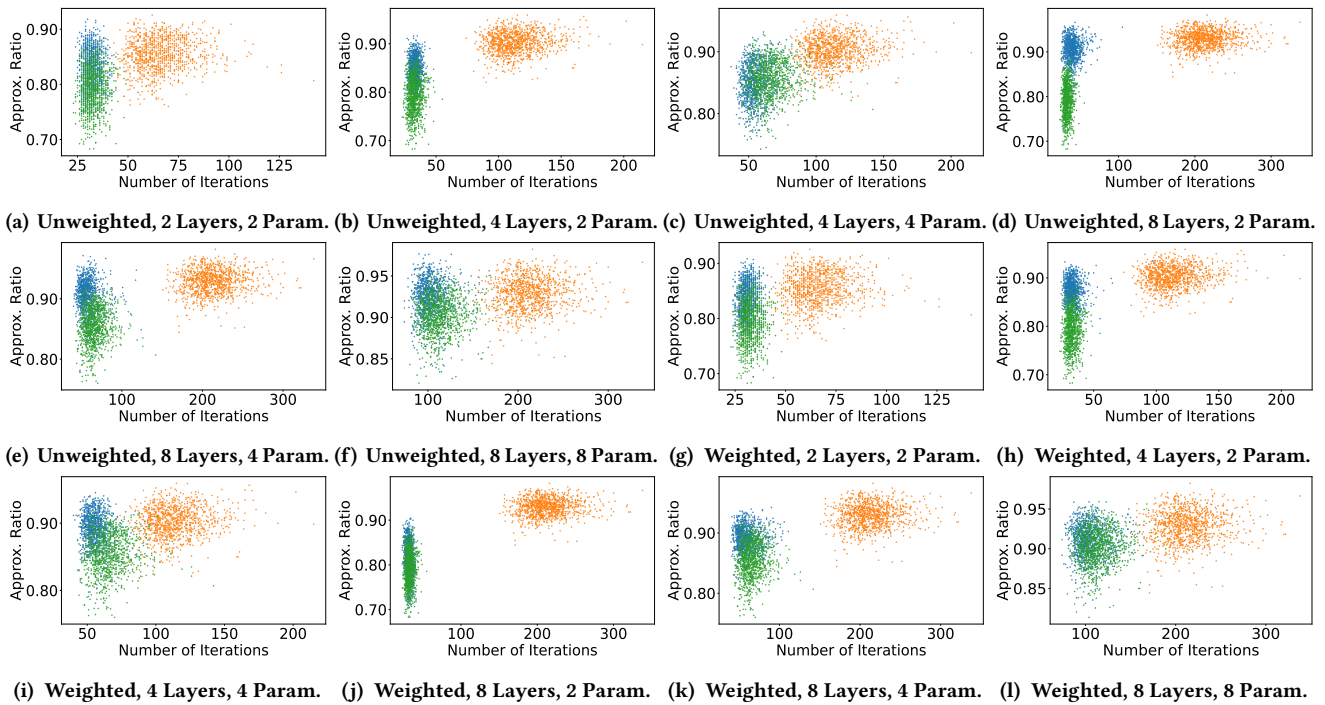 0.90
0.80
0.70
Approx. Ratio
25 50 75 100 125
Number of Iterations
(a) Unweighted, 2 Layers, 2 Param.
0.90
0.80
0.70
Approx. Ratio
50 100 150 200
Number of Iterations
(b) Unweighted, 4 Layers, 2 Param.
0.90
0.80
Approx. Ratio
50 100 150 200
Number of Iterations
(c) Unweighted, 4 Layers, 4 Param.
0.90
0.80
0.70
Approx. Ratio
100 200 300
Number of Iterations
(d) Unweighted, 8 Layers, 2 Param.
0.90
0.80
Approx. Ratio
100 200 300
Number of Iterations
(e) Unweighted, 8 Layers, 4 Param.
0.95
0.90
0.85
Approx. Ratio
100 200 300
Number of Iterations
(f) Unweighted, 8 Layers, 8 Param.
0.90
0.80
0.70
Approx. Ratio
25 50 75 100 125
Number of Iterations
(g) Weighted, 2 Layers, 2 Param.
0.90
0.80
0.70
Approx. Ratio
50 100 150 200
Number of Iterations
(h) Weighted, 4 Layers, 2 Param.
0.90
0.80
Approx. Ratio
50 100 150 200
Number of Iterations
(i) Weighted, 4 Layers, 4 Param.
0.90
0.80
0.70
Approx. Ratio
100 200 300
Number of Iterations
(j) Weighted, 8 Layers, 2 Param.
0.90
0.80
Approx. Ratio
100 200 300
Number of Iterations
(k) Weighted, 8 Layers, 4 Param.
0.95
0.90
0.85
Approx. Ratio
100 200 300
Number of Iterations
(l) Weighted, 8 Layers, 8 Param.